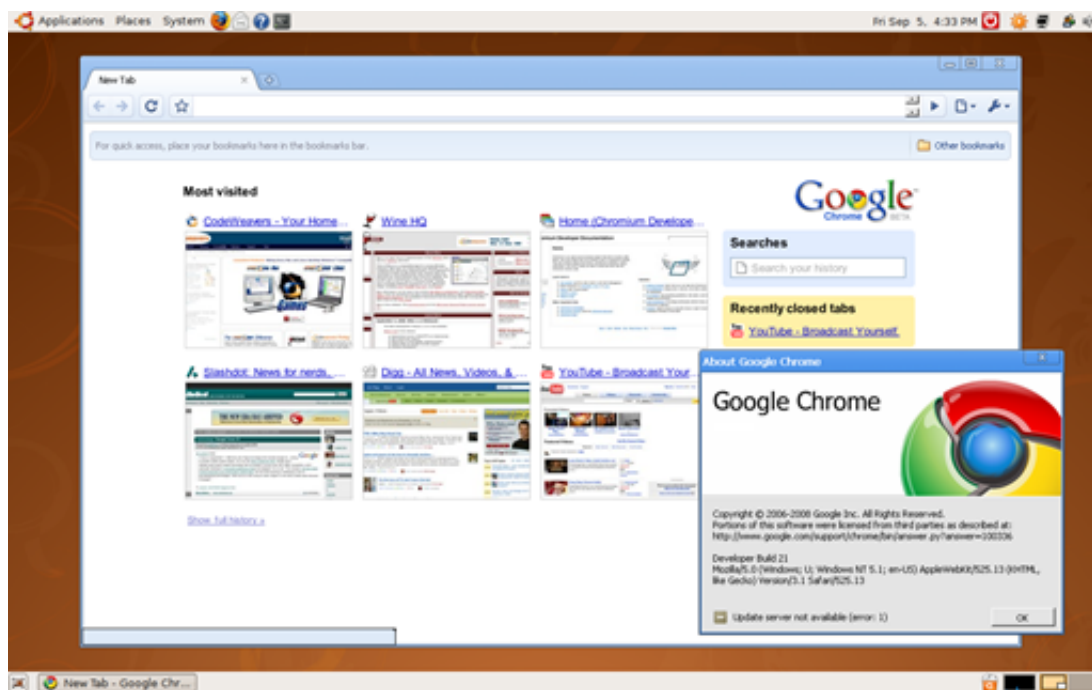 Applications Places System
Fri Sep 5, 4:33 PM
New Tab
For quick access, place your bookmarks here in the bookmarks bar.
Other bookmarks
Most visited
Google
Chrome BETA
CodeWeavers - Your Home...
Wine HQ
Home (Chromium Develope...
Searches
Search your history
Recently closed tabs
YouTube - Broadcast Yourself.
Slashdot: News for nerds, ...
Digg - All News, Videos, & ...
YouTube - Broadcast Your...
Show full history »
About Google Chrome
Google Chrome
Copyright © 2006-2008 Google Inc. All Rights Reserved.
Portions of this software were licensed from third parties as described at:
http://www.google.com/support/chrome/bin/answer.py?answer=100336
Developer Build 21
Mozilla/5.0 (Windows; U; Windows NT 5.1; en-US) AppleWebKit/525.13 (KHTML,
like Gecko) Version/3.1 Safari/525.13
Update server not available (error: 1)
OK
New Tab - Google Chr...